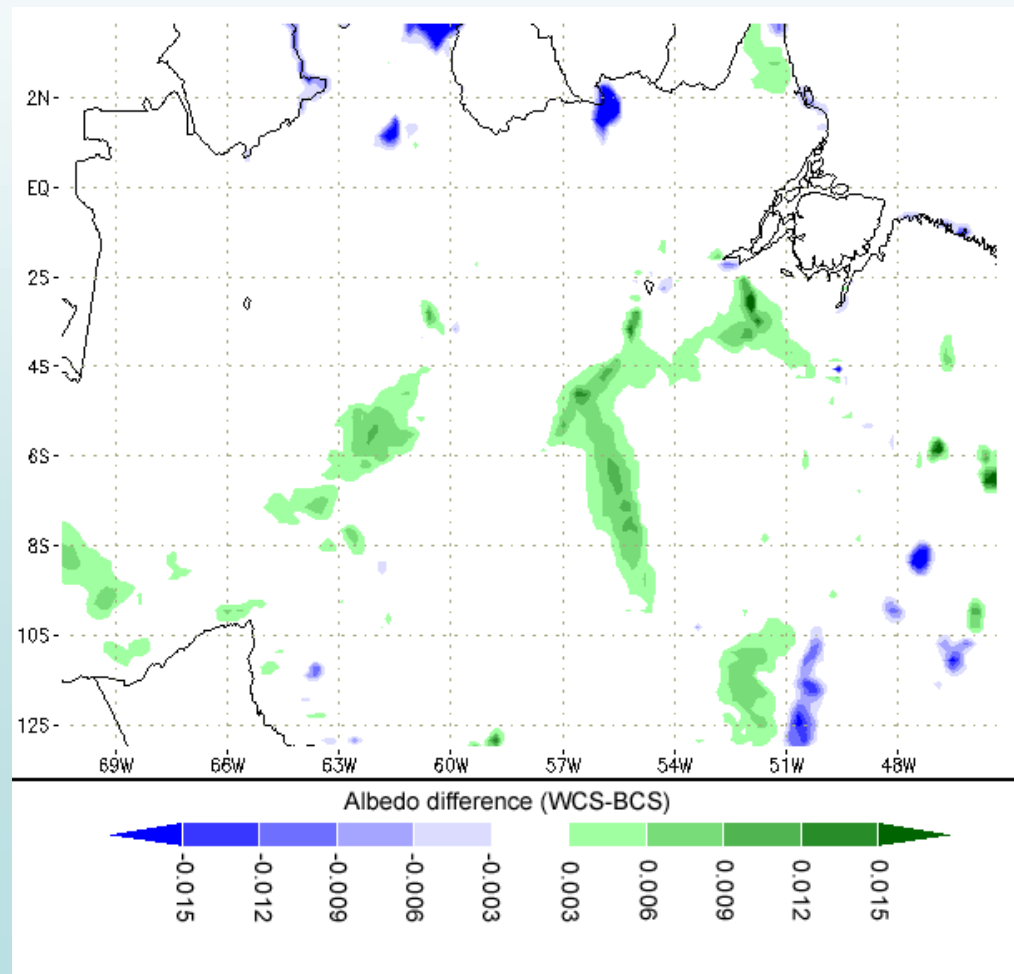 2N
EQ
2S
4S
6S
8S
10S
12S
69W 66W 63W 60W 57W 54W 51W 48W
Albedo difference (WCS-BCS)
-0.015 -0.012 -0.009 -0.006 -0.003 0.003 0.006 0.009 0.012 0.015